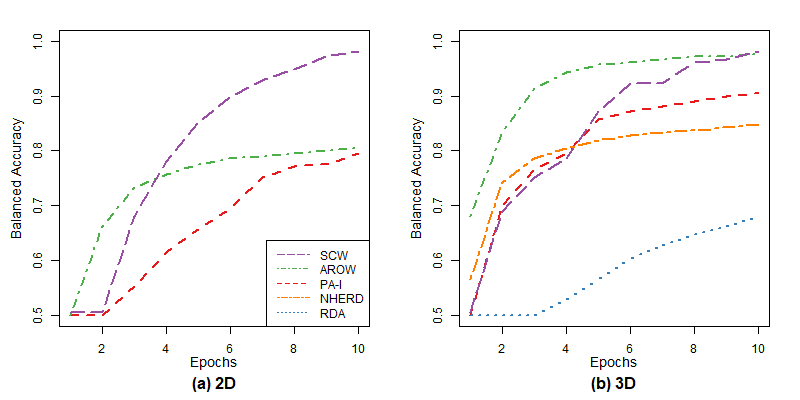 Balanced Accuracy
1.0
0.9
0.8
0.7
0.6
0.5
SCW
AROW
PA-I
NHERD
RDA
2 4 6 8 10
Epochs
(a) 2D
Balanced Accuracy
1.0
0.9
0.8
0.7
0.6
0.5
2 4 6 8 10
Epochs
(b) 3D